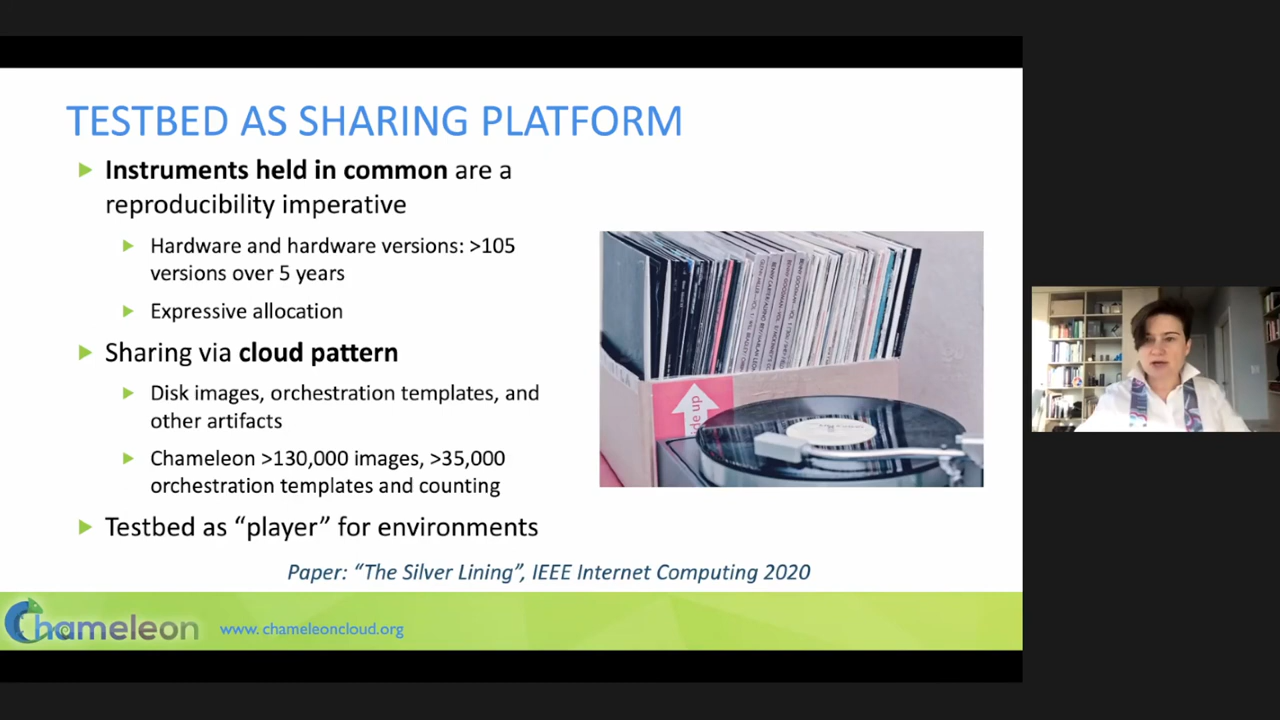 TESTBED AS SHARING PLATFORM
Instruments held in common are a
reproducibility imperative
Hardware and hardware versions: >105
versions over 5 years
Expressive allocation
Sharing via cloud pattern
Disk images, orchestration templates, and
other artifacts
Chameleon >130,000 images, >35,000
orchestration templates and counting
Testbed as “player” for environments
Paper: “The Silver Lining”, IEEE Internet Computing 2020
Chameleon
www. chameleoncloud.org